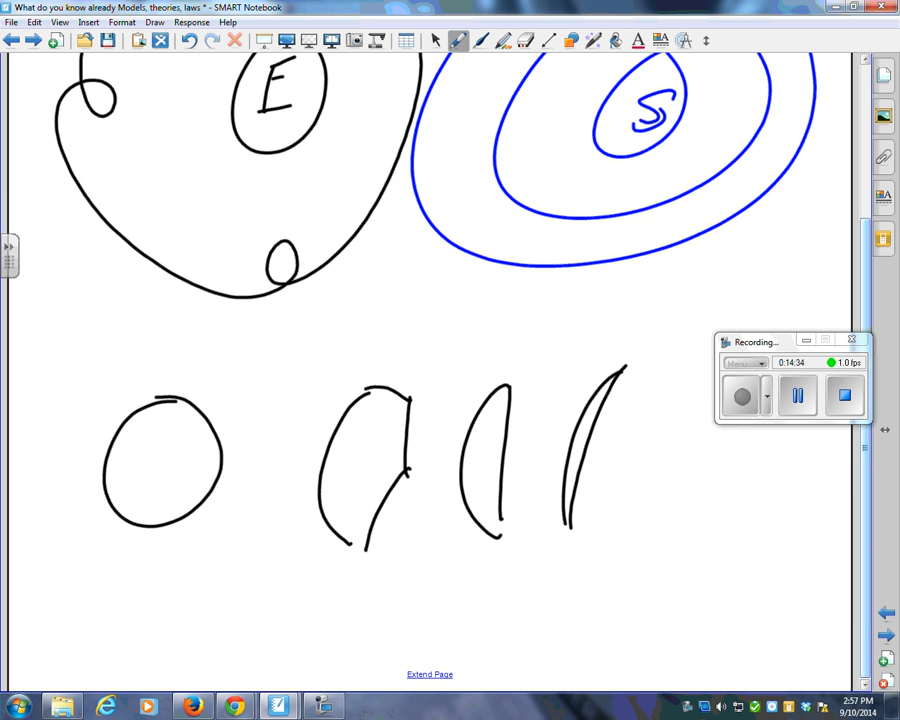 What do you know already Models, theories, laws * - SMART Notebook
File Edit View Insert Format Draw Response Help
E
S
Recording...
Menu
0:14:34 1.0 fps
Extend Page
2:57 PM
9/10/2014